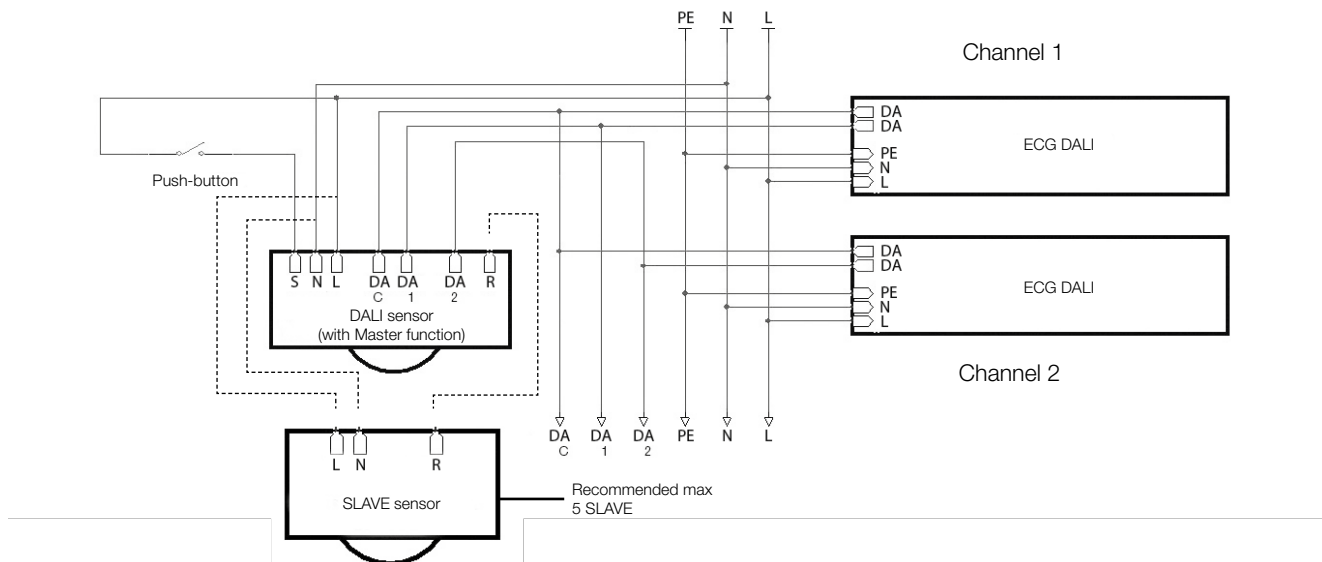 PE N L
Channel 1
DA
DA
ECG DALI
PE
N
L
Push-button
DA
DA
ECG DALI
PE
N
L
S N L DA DA DA R
C 1 2
DALI sensor
(with Master function)
Channel 2
DA DA DA PE N L
C 1 2
L N R
SLAVE sensor
Recommended max
5 SLAVE